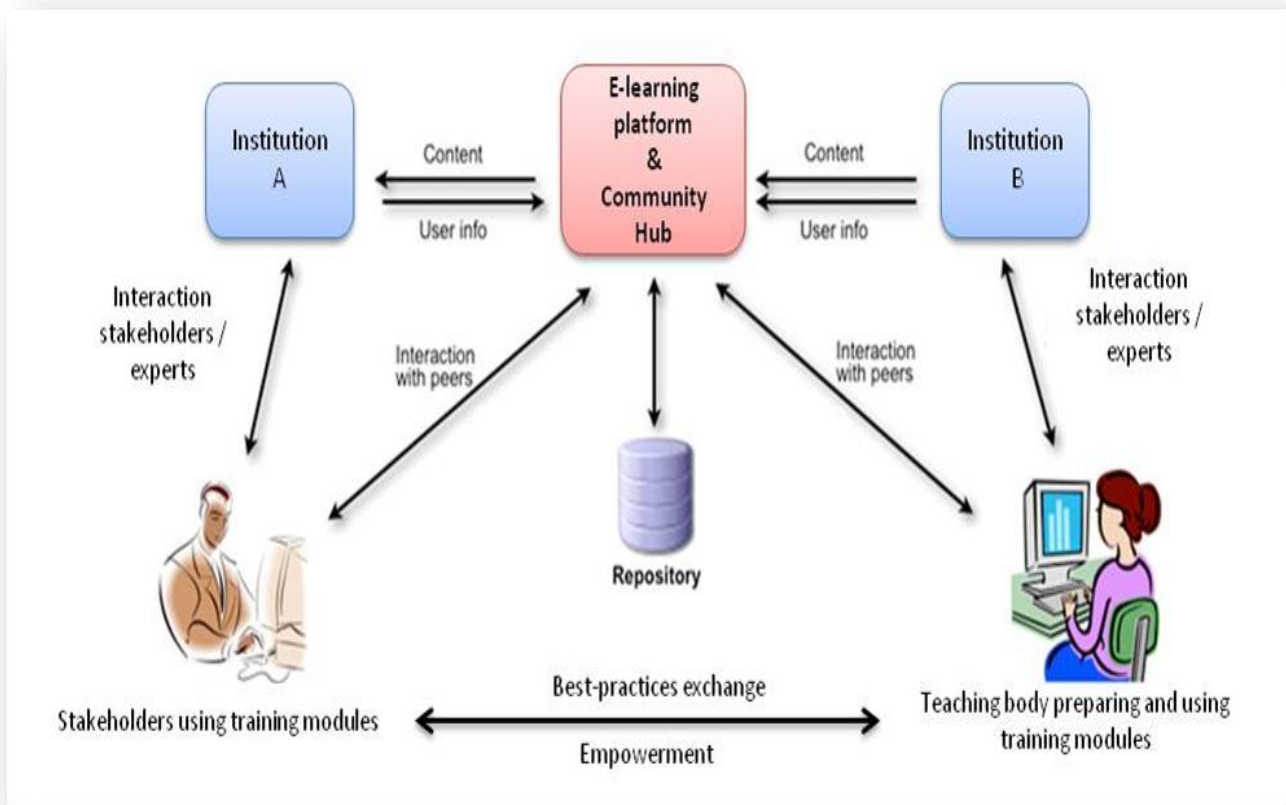 Institution
A
Content
User info
E-learning
platform
&
Community
Hub
Content
User info
Institution
B
Interaction
stakeholders /
experts
Interaction
with peers
Interaction
with peers
Interaction
stakeholders /
experts
Repository
Stakeholders using training modules
Best-practices exchange
Empowerment
Teaching body preparing and using
training modules